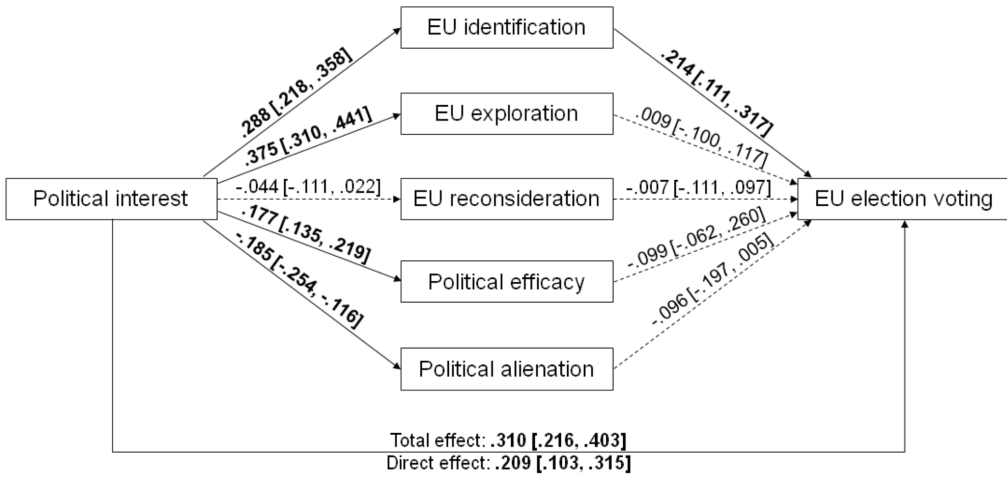 EU identification
.288 [.218, .358]
.214 [.111, .317]
EU exploration
.375 [.310, .441]
.009 [-.100, .117]
Political interest
-.044 [-.111, .022]
EU reconsideration
-.007 [-.111, .097]
EU election voting
.177 [.135, .219]
-.099 [-.062, .260]
Political efficacy
-.185 [-.254, -.116]
-.096 [-.197, .005]
Political alienation
Total effect: .310 [.216, .403]
Direct effect: .209 [.103, .315]